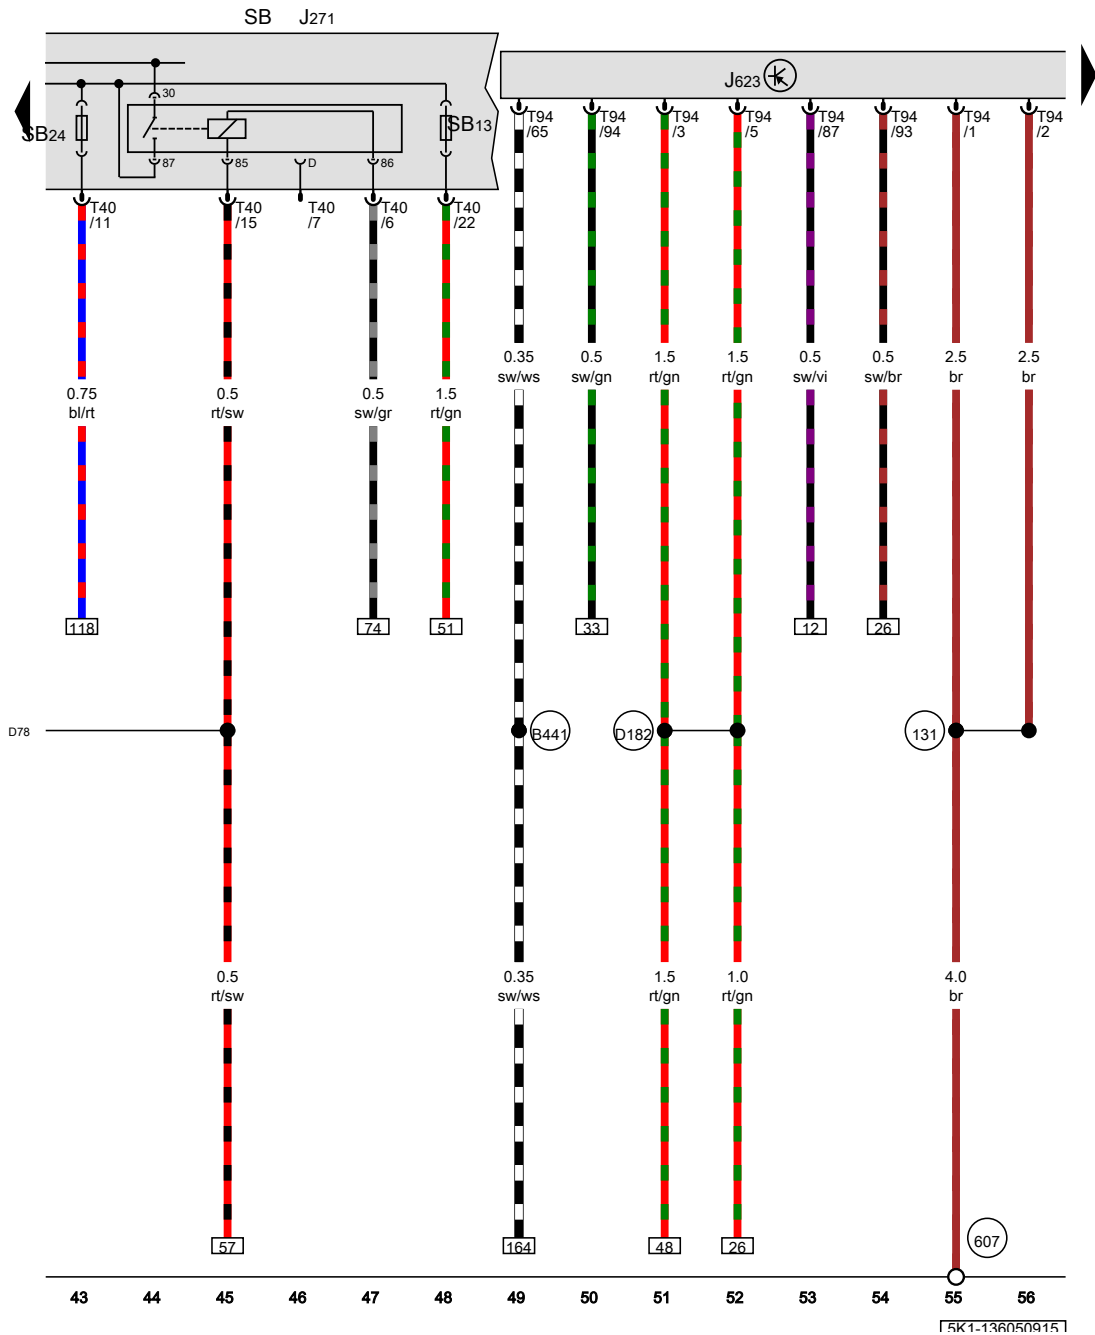 SB J271
J623
30
SB24
SB13
87 85 D 86
T40 /11
T40 /15
T40 /7
T40 /6
T40 /22
T94 /65
T94 /94
T94 /3
T94 /5
T94 /87
T94 /93
T94 /1
T94 /2
0.35 sw/ws
0.5 sw/gn
1.5 rt/gn
1.5 rt/gn
0.5 sw/vi
0.5 sw/br
2.5 br
2.5 br
0.75 bl/rt
0.5 rt/sw
0.5 sw/gr
1.5 rt/gn
118 74 51 33 12 26
D78 B441 D182 131
0.5 rt/sw
0.35 sw/ws
1.5 rt/gn
1.0 rt/gn
4.0 br
607
57 164 48 26
43 44 45 46 47 48 49 50 51 52 53 54 55 56
5K1-136050915